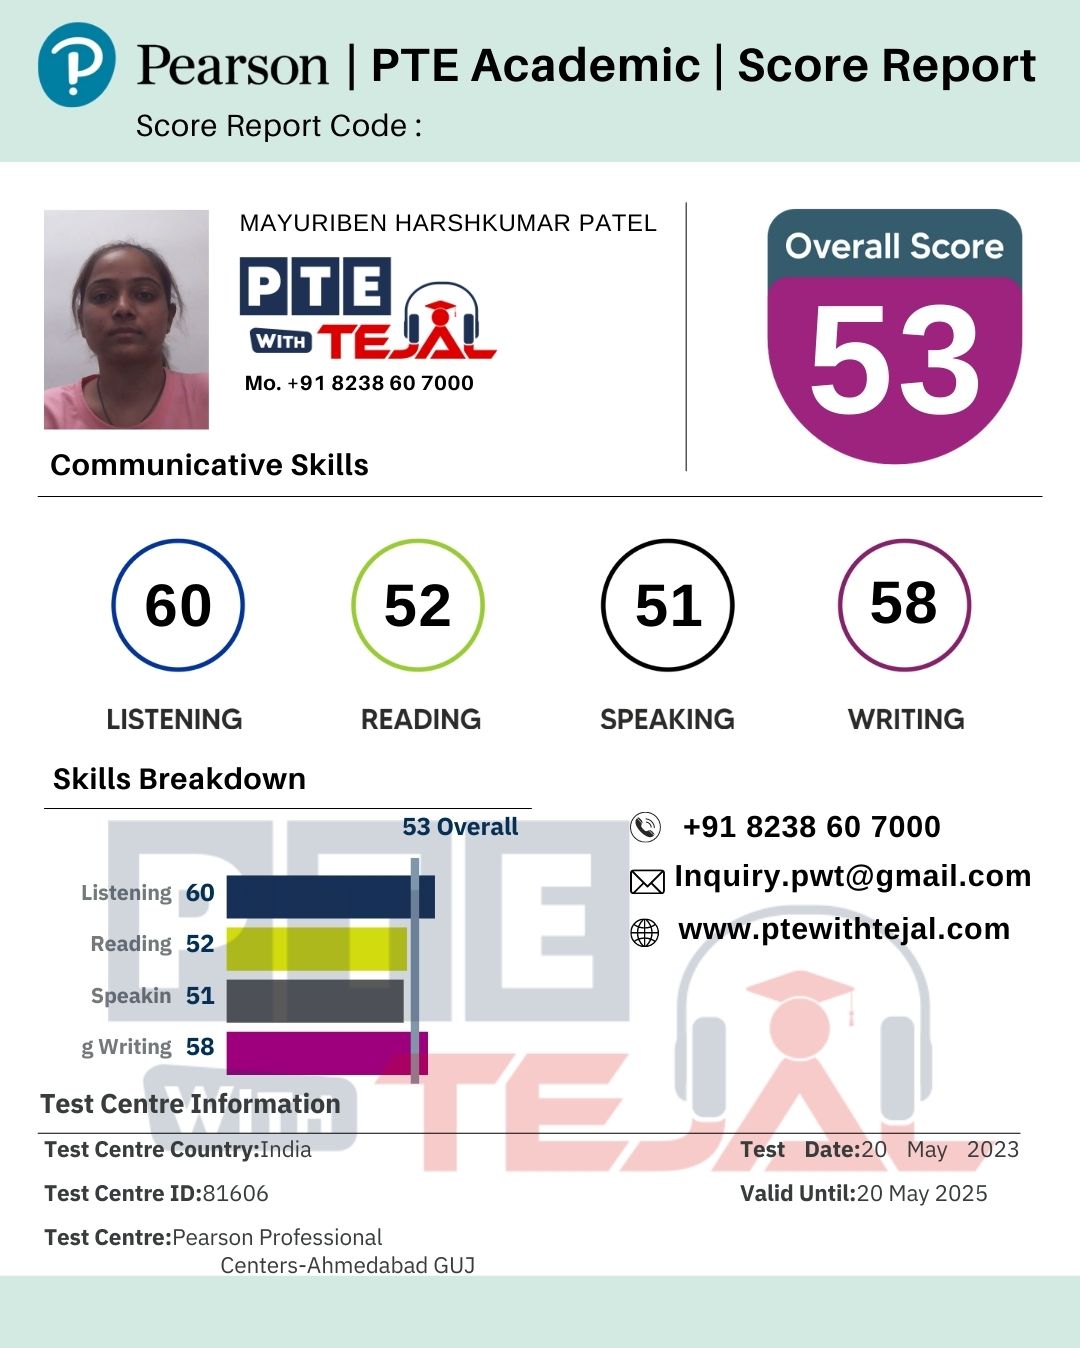 Pearson | PTE Academic | Score Report
Score Report Code :
MAYURIBEN HARSHKUMAR PATEL
PTE
WITH TEJAL
Mo. +91 8238 60 7000
Overall Score
53
Communicative Skills
60 52 51 58
LISTENING READING SPEAKING WRITING
Skills Breakdown
53 Overall
Listening 60
Reading 52
Speakin 51
g Writing 58
+91 8238 60 7000
Inquiry.pwt@gmail.com
www.ptewithtejal.com
PTE
WITH TEJAL
Test Centre Information
Test Centre Country:India
Test Date:20 May 2023
Test Centre ID:81606
Valid Until:20 May 2025
Test Centre:Pearson Professional
Centers-Ahmedabad GUJ